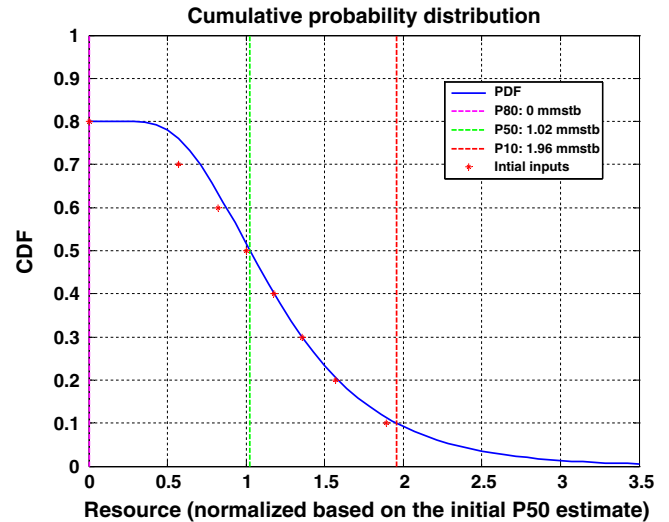 Cumulative probability distribution
1
0.9
0.8
0.7
0.6
0.5
0.4
0.3
0.2
0.1
0
CDF
PDF
P80: 0 mmstb
P50: 1.02 mmstb
P10: 1.96 mmstb
Intial inputs
0 0.5 1 1.5 2 2.5 3 3.5
Resource (normalized based on the initial P50 estimate)